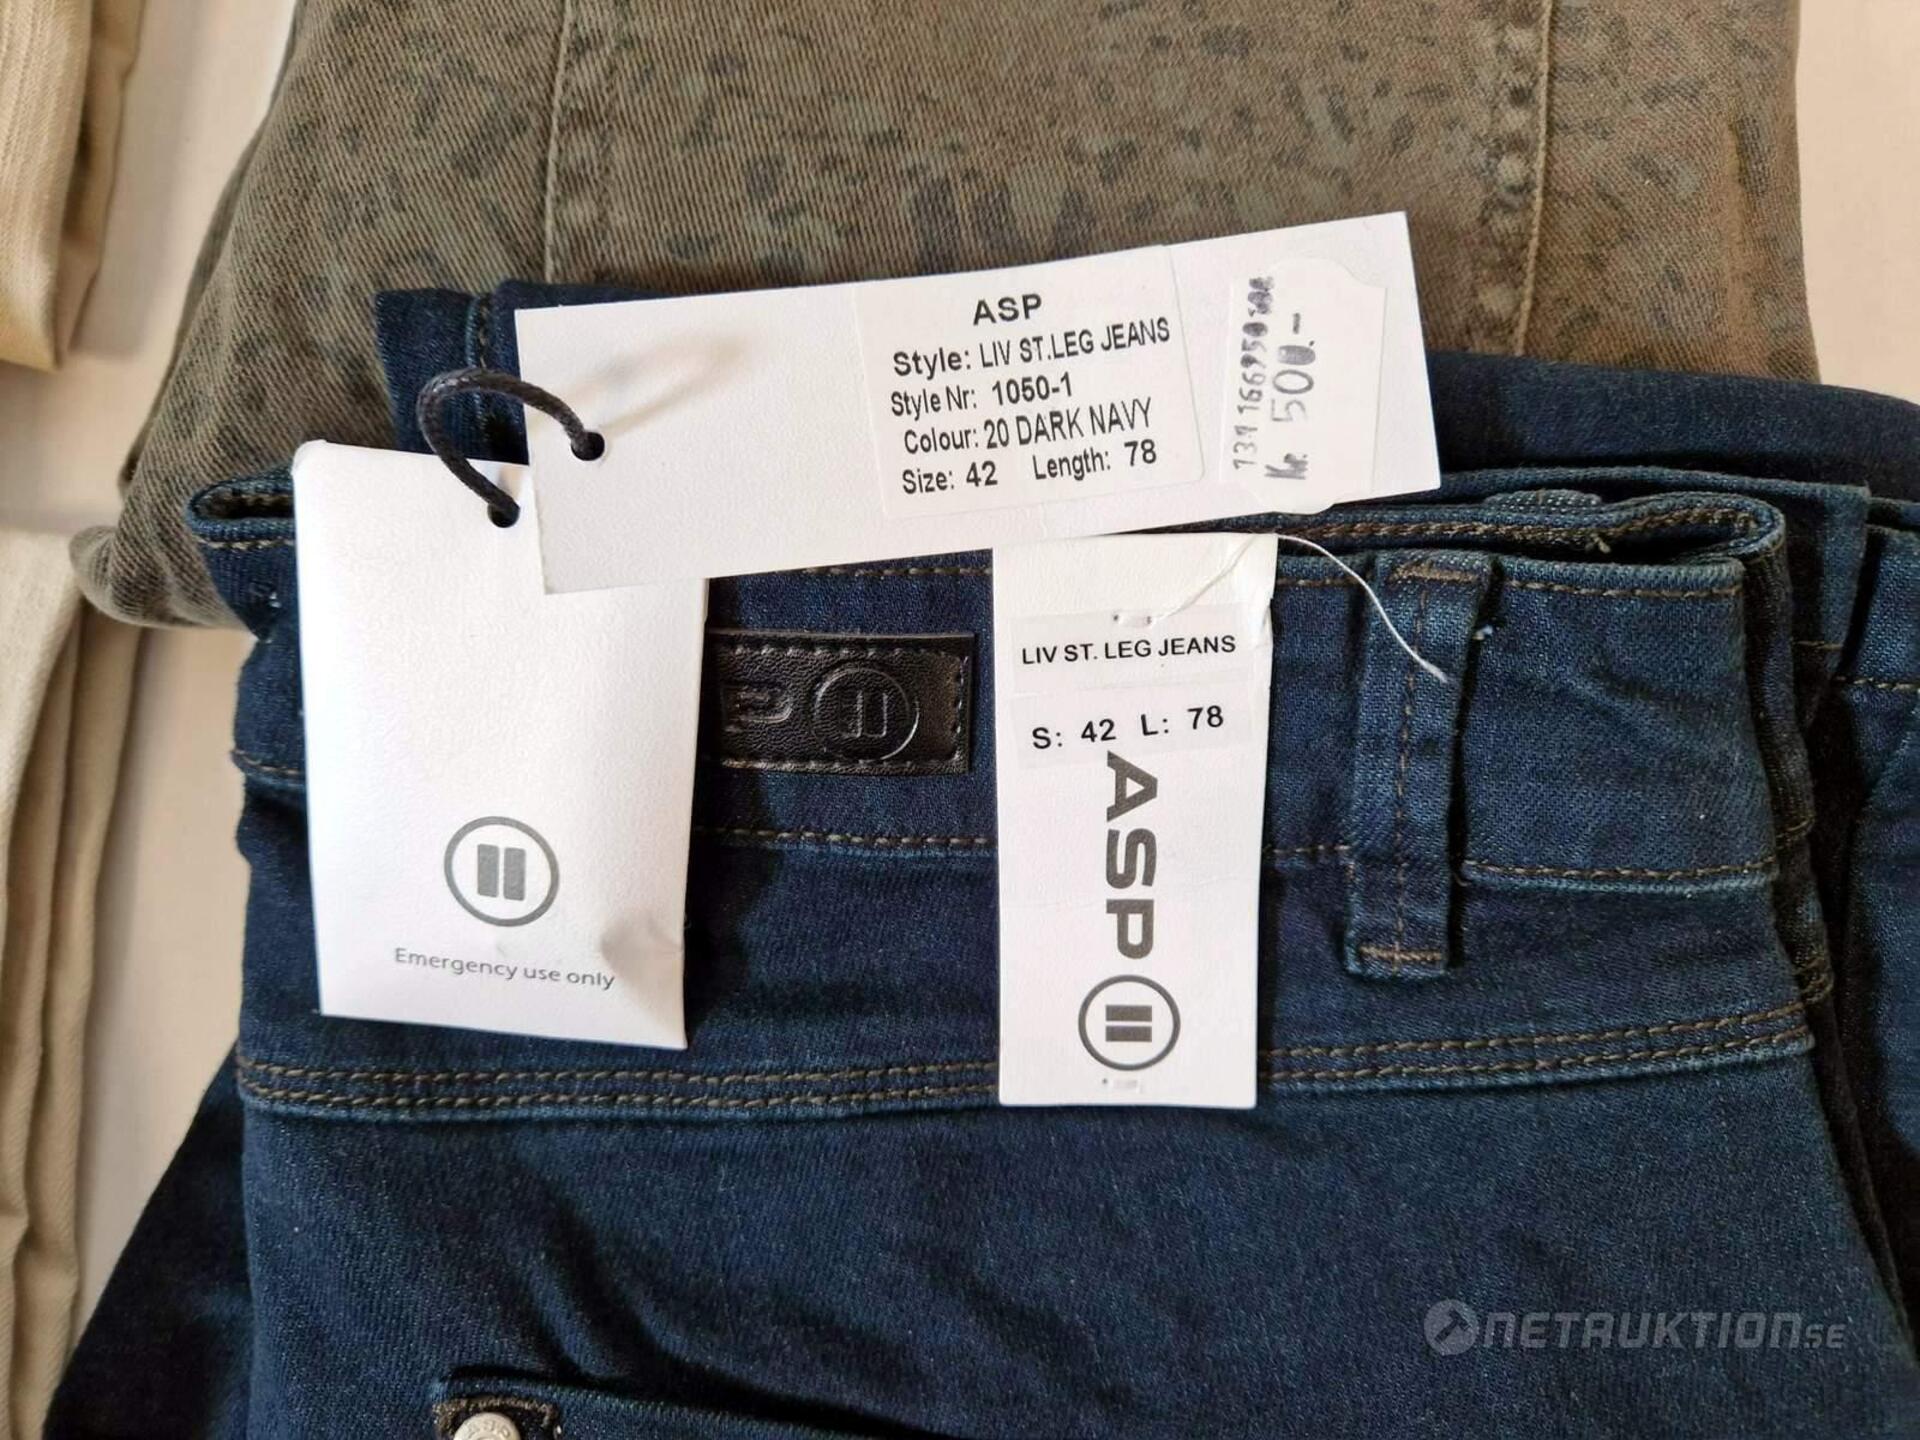 ASP
Style: LIV ST.LEG JEANS
Style Nr: 1050-1
Colour: 20 DARK NAVY
Size: 42 Length: 78
Kr. 500.-
LIV ST. LEG JEANS
S: 42 L: 78
ASP
Emergency use only
NETAUKTION.SE